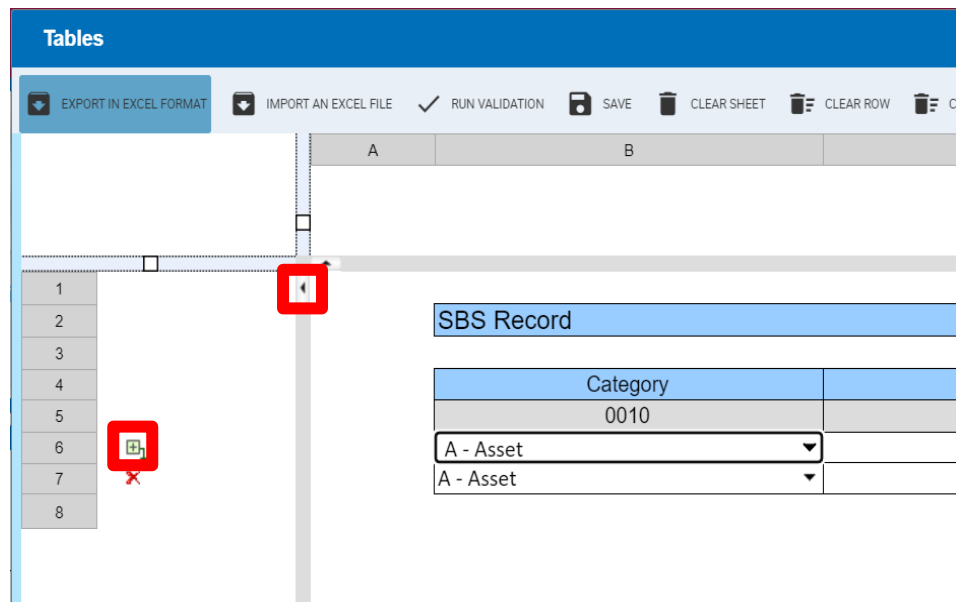 Tables
EXPORT IN EXCEL FORMAT IMPORT AN EXCEL FILE RUN VALIDATION SAVE CLEAR SHEET CLEAR ROW C
A B
1
2 SBS Record
3
4 Category
5 0010
6 A - Asset
7 A - Asset
8